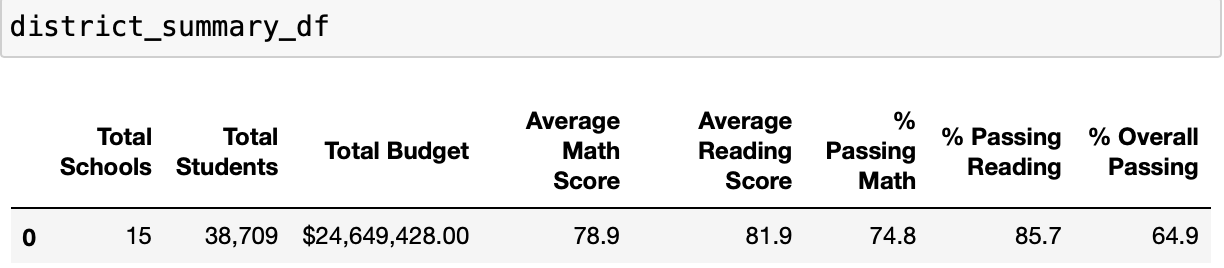 district_summary_df
Total Schools Total Students Total Budget Average Math Score Average Reading Score % Passing Math % Passing Reading % Overall Passing
0 15 38,709 $24,649,428.00 78.9 81.9 74.8 85.7 64.9